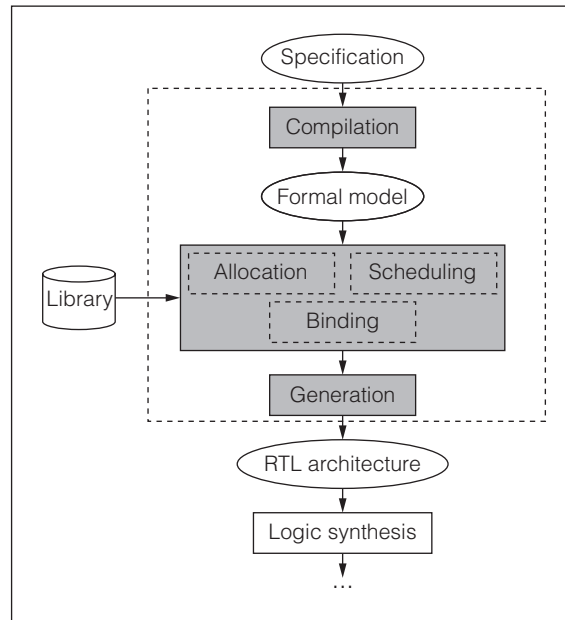 Specification
Compilation
Formal model
Allocation Scheduling
Library
Binding
Generation
RTL architecture
Logic synthesis
...